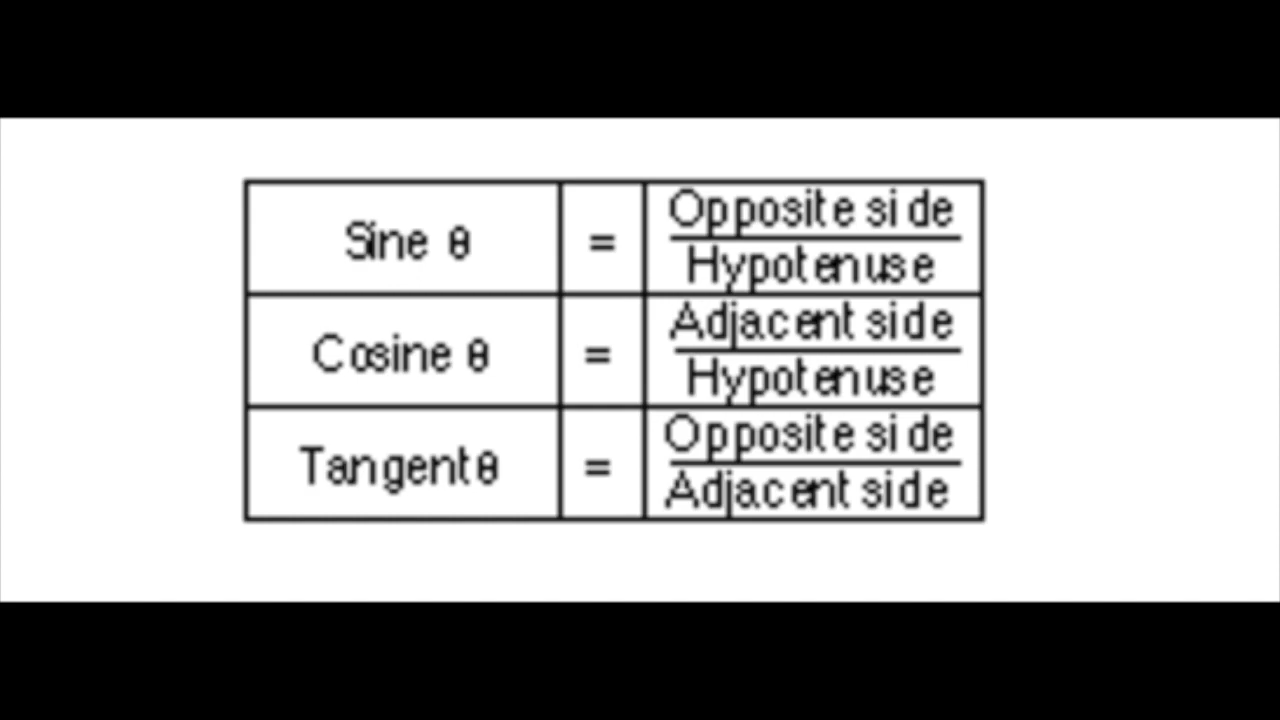 Sine θ = Opposite side
Hypotenuse
Cosine θ = Adjacent side
Hypotenuse
Tangent θ = Opposite side
Adjacent side